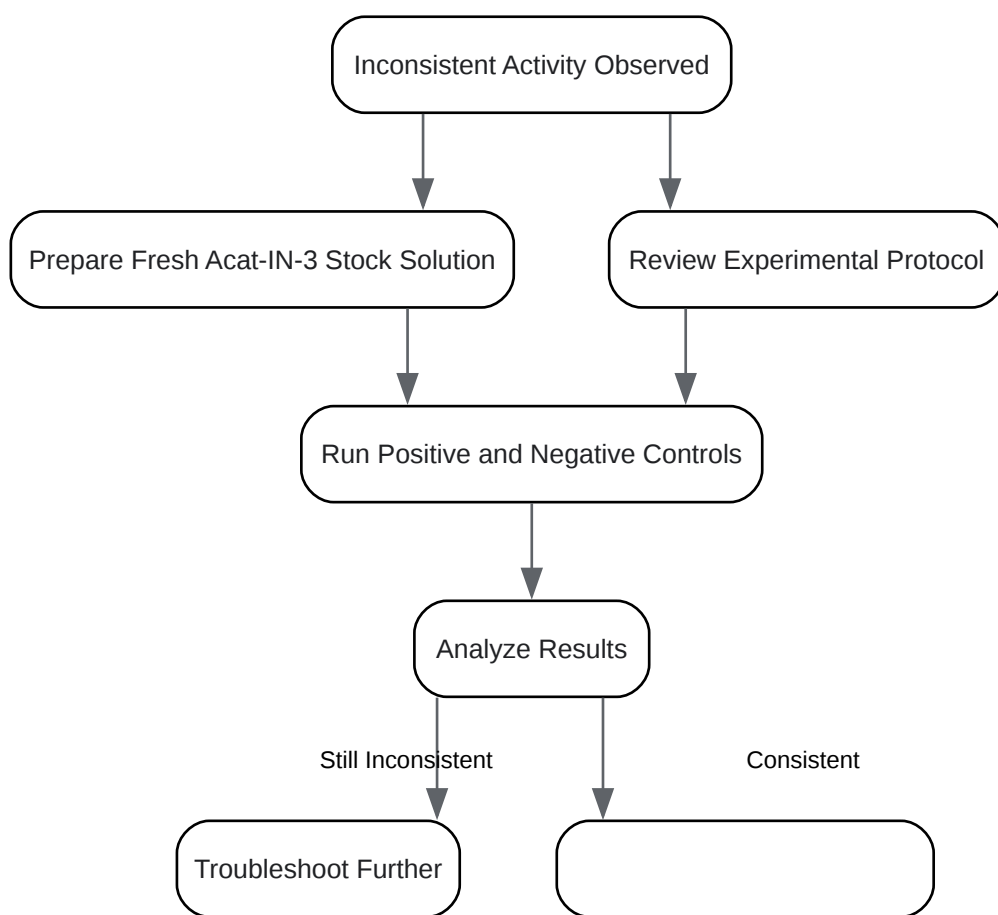 Inconsistent Activity Observed
Prepare Fresh Acat-IN-3 Stock Solution
Review Experimental Protocol
Run Positive and Negative Controls
Analyze Results
Still Inconsistent
Consistent
Troubleshoot Further